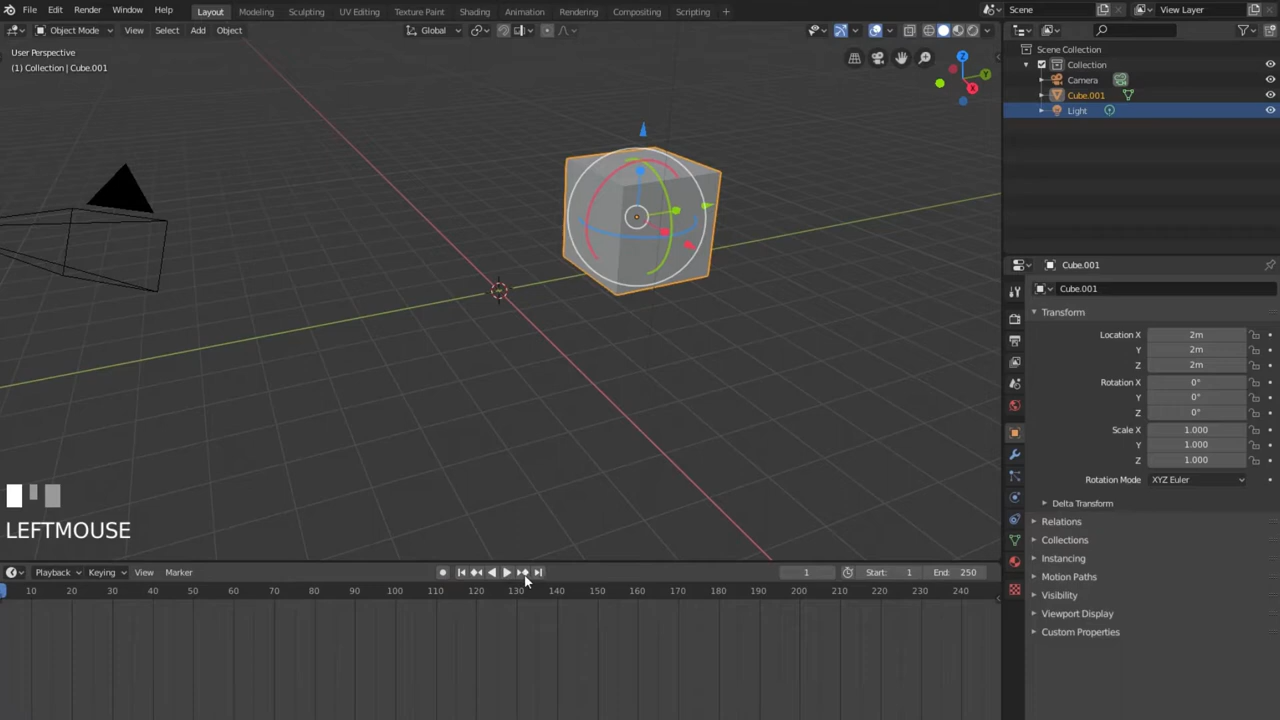 File Edit Render Window Help Layout Modeling Sculpting UV Editing Texture Paint Shading Animation Rendering Compositing Scripting + Scene View Layer
Object Mode View Select Add Object Global
User Perspective
(1) Collection | Cube.001
Z
Y
X
LEFTMOUSE
Scene Collection
Collection
Camera
Cube.001
Light
Cube.001
Cube.001
Transform
Location X 2m
Y 2m
Z 2m
Rotation X 0°
Y 0°
Z 0°
Scale X 1.000
Y 1.000
Z 1.000
Rotation Mode XYZ Euler
Delta Transform
Relations
Collections
Instancing
Motion Paths
Visibility
Viewport Display
Custom Properties
Playback Keying View Marker 1 Start: 1 End: 250
10 20 30 40 50 60 70 80 90 100 110 120 130 140 150 160 170 180 190 200 210 220 230 240